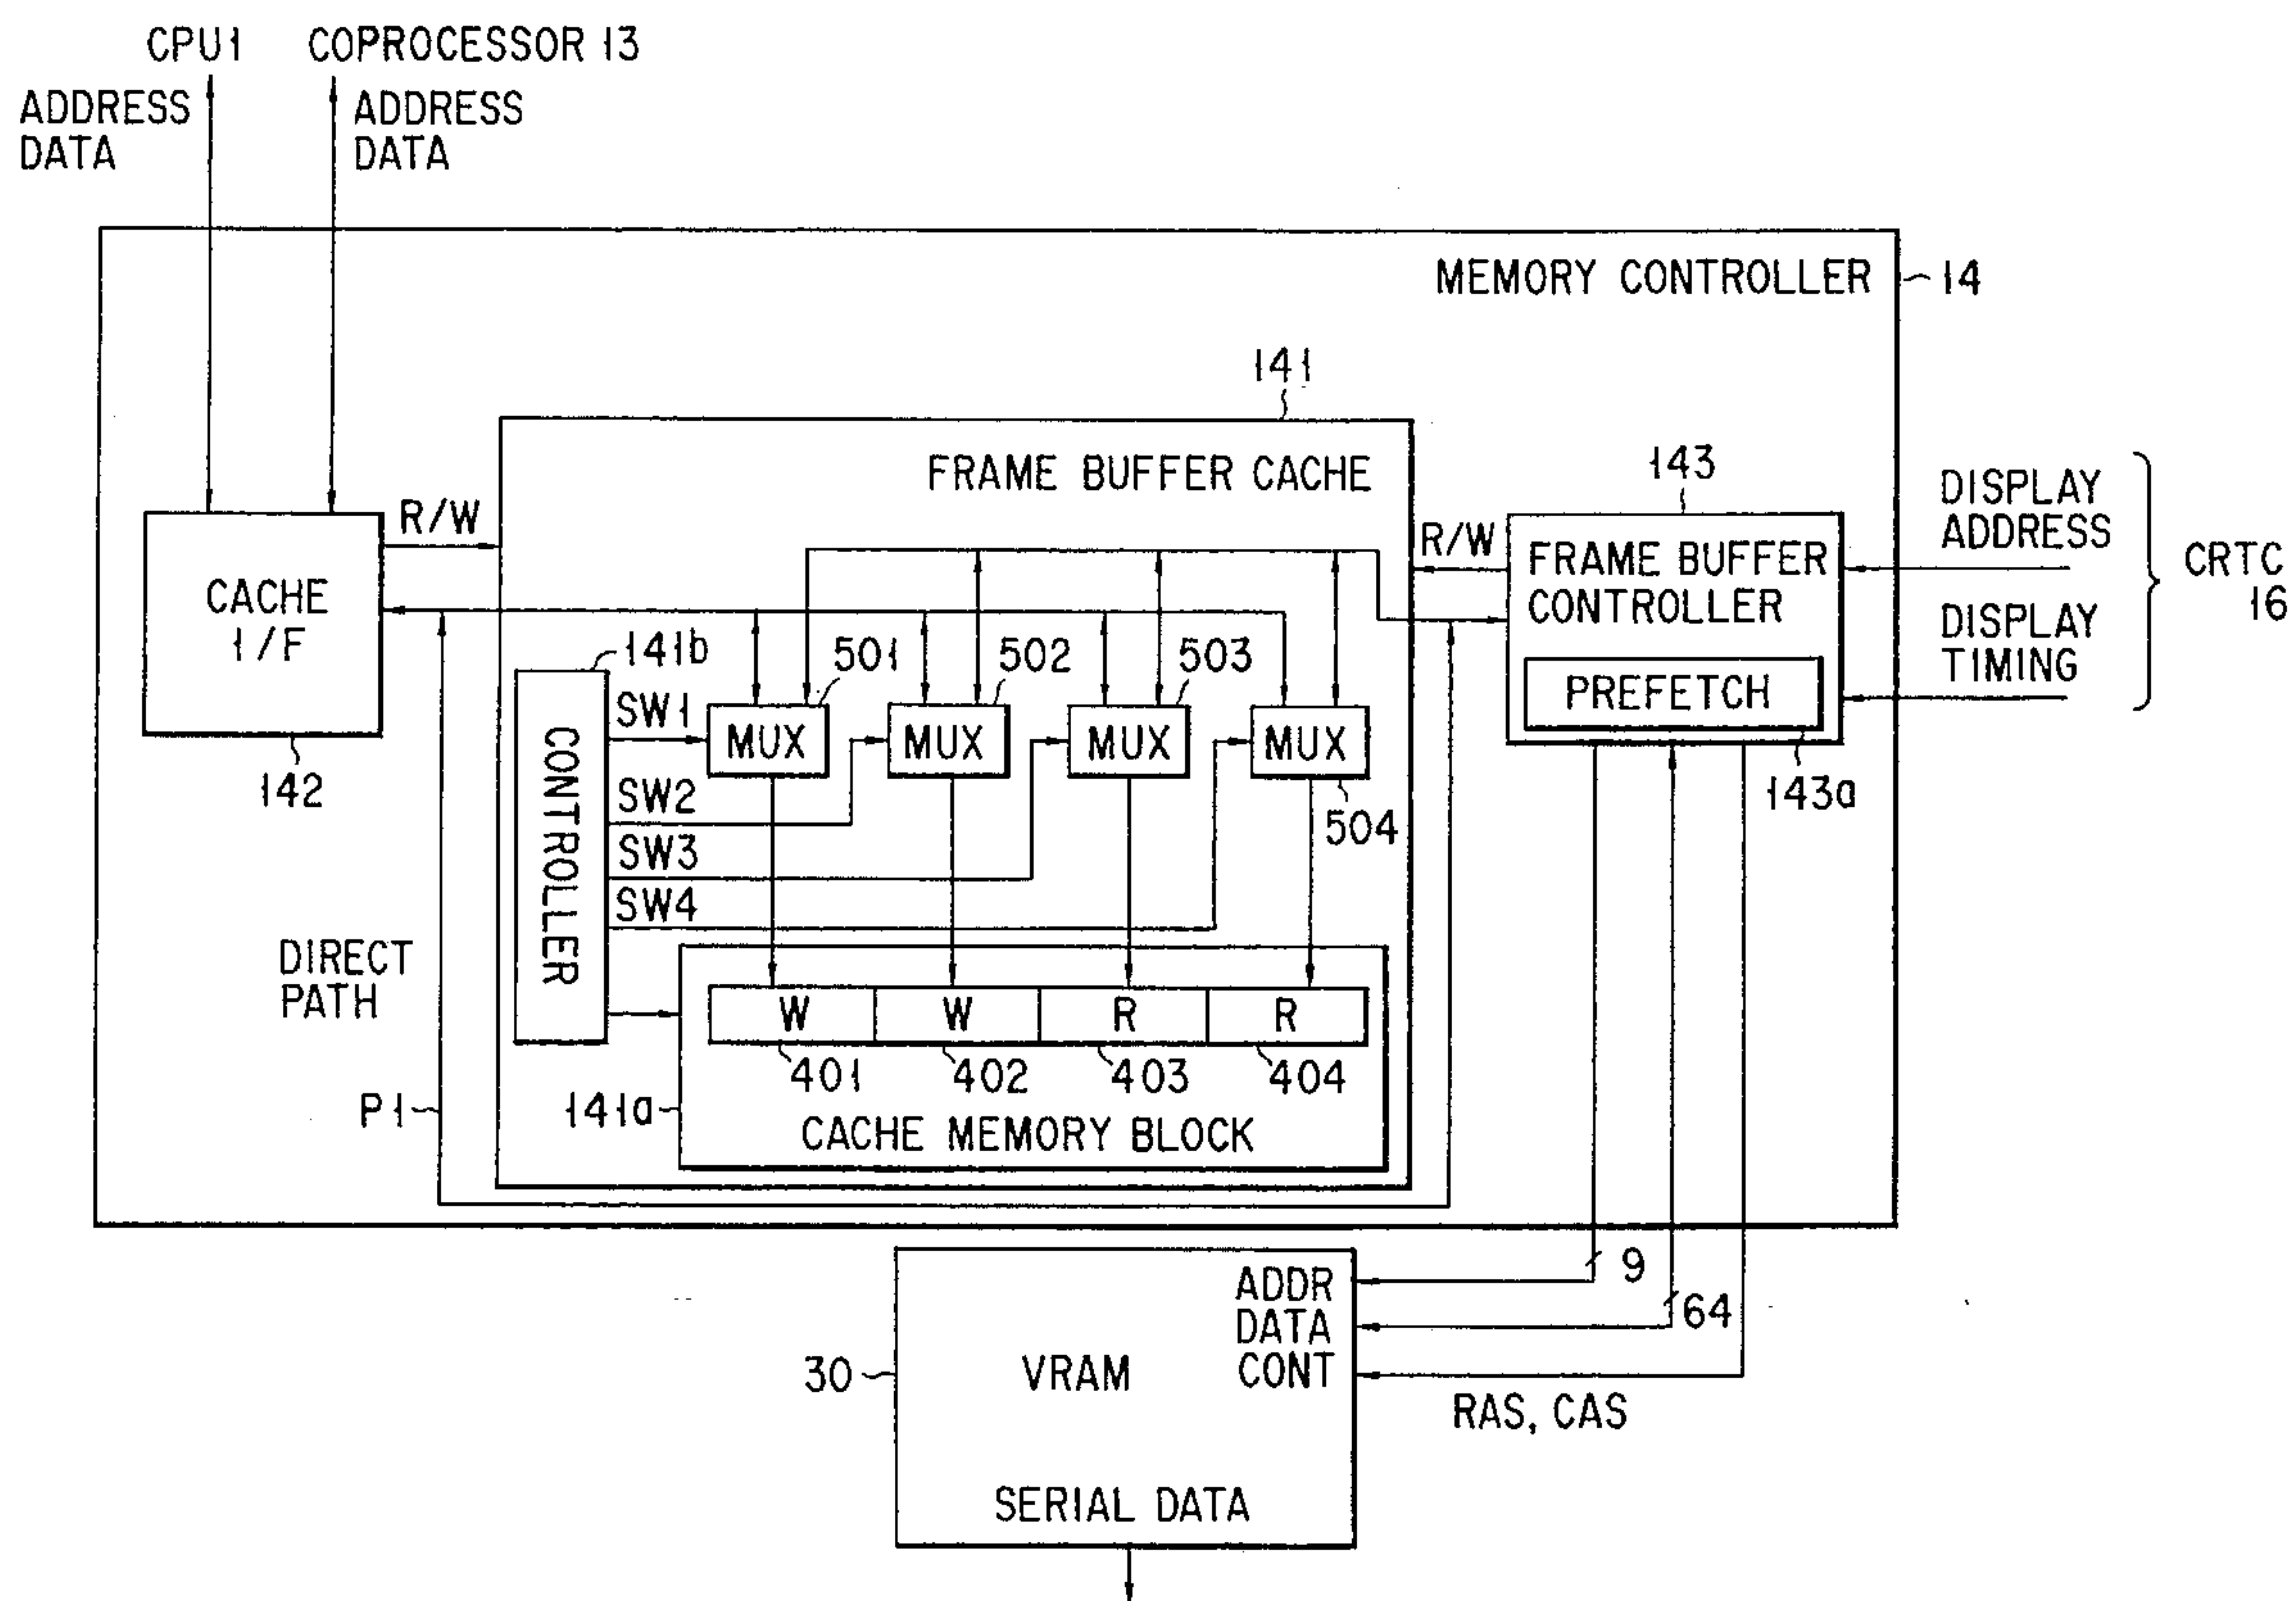 CPU1
COPROCESSOR 13
ADDRESS
DATA
ADDRESS
DATA
MEMORY CONTROLLER
14
141
FRAME BUFFER CACHE
143
DISPLAY
ADDRESS
DISPLAY
TIMING
CRTC
16
R/W
R/W
FRAME BUFFER
CONTROLLER
PREFETCH
143a
CACHE
I/F
142
141b
CONTROLLER
SW1
SW2
SW3
SW4
501
502
503
504
MUX
MUX
MUX
MUX
DIRECT
PATH
P1
W
W
R
R
401
402
403
404
141a
CACHE MEMORY BLOCK
9
64
ADDR
DATA
CONT
30
VRAM
RAS, CAS
SERIAL DATA